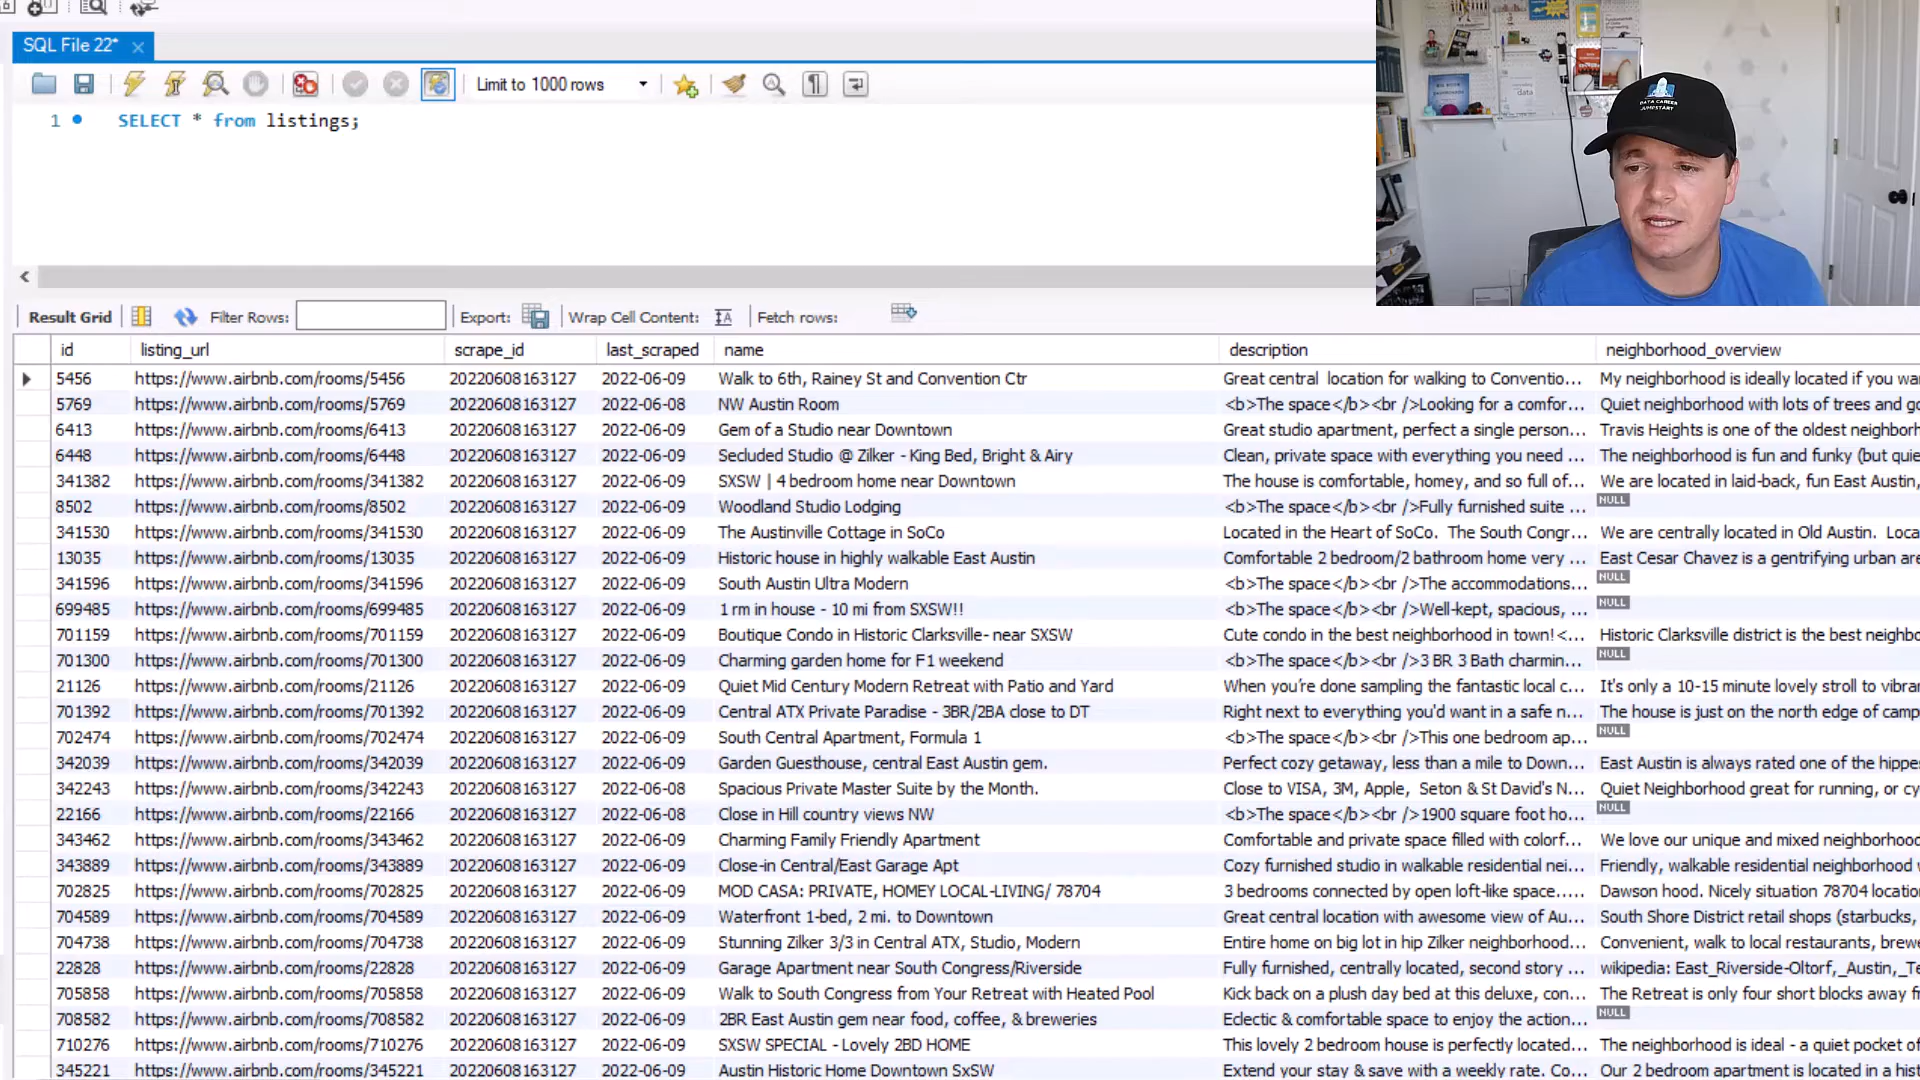 SQL File 22*
Limit to 1000 rows
1 SELECT * from listings;
DATA CAREER
JUMPSTART
data
Result Grid Filter Rows: Export: Wrap Cell Content: Fetch rows:
id listing_url scrape_id last_scraped name description neighborhood_overview
5456 https://www.airbnb.com/rooms/5456 20220608163127 2022-06-09 Walk to 6th, Rainey St and Convention Ctr Great central location for walking to Conventio... My neighborhood is ideally located if you wa
5769 https://www.airbnb.com/rooms/5769 20220608163127 2022-06-08 NW Austin Room <b>The space</b><br />Looking for a comfor... Quiet neighborhood with lots of trees and go
6413 https://www.airbnb.com/rooms/6413 20220608163127 2022-06-09 Gem of a Studio near Downtown Great studio apartment, perfect a single person... Travis Heights is one of the oldest neighborh
6448 https://www.airbnb.com/rooms/6448 20220608163127 2022-06-09 Secluded Studio @ Zilker - King Bed, Bright & Airy Clean, private space with everything you need ... The neighborhood is fun and funky (but quie
341382 https://www.airbnb.com/rooms/341382 20220608163127 2022-06-09 SXSW | 4 bedroom home near Downtown The house is comfortable, homey, and so full of... We are located in laid-back, fun East Austin,
8502 https://www.airbnb.com/rooms/8502 20220608163127 2022-06-09 Woodland Studio Lodging <b>The space</b><br />Fully furnished suite ... NULL
341530 https://www.airbnb.com/rooms/341530 20220608163127 2022-06-09 The Austinville Cottage in SoCo Located in the Heart of SoCo. The South Congr... We are centrally located in Old Austin. Loca
13035 https://www.airbnb.com/rooms/13035 20220608163127 2022-06-09 Historic house in highly walkable East Austin Comfortable 2 bedroom/2 bathroom home very ... East Cesar Chavez is a gentrifying urban are
341596 https://www.airbnb.com/rooms/341596 20220608163127 2022-06-09 South Austin Ultra Modern <b>The space</b><br />The accommodations... NULL
699485 https://www.airbnb.com/rooms/699485 20220608163127 2022-06-09 1 rm in house - 10 mi from SXSW!! <b>The space</b><br />Well-kept, spacious, ... NULL
701159 https://www.airbnb.com/rooms/701159 20220608163127 2022-06-09 Boutique Condo in Historic Clarksville- near SXSW Cute condo in the best neighborhood in town!<... Historic Clarksville district is the best neighbo
701300 https://www.airbnb.com/rooms/701300 20220608163127 2022-06-09 Charming garden home for F1 weekend <b>The space</b><br />3 BR 3 Bath charmin... NULL
21126 https://www.airbnb.com/rooms/21126 20220608163127 2022-06-09 Quiet Mid Century Modern Retreat with Patio and Yard When you're done sampling the fantastic local c... It's only a 10-15 minute lovely stroll to vibrar
701392 https://www.airbnb.com/rooms/701392 20220608163127 2022-06-09 Central ATX Private Paradise - 3BR/2BA close to DT Right next to everything you'd want in a safe n... The house is just on the north edge of camp
702474 https://www.airbnb.com/rooms/702474 20220608163127 2022-06-09 South Central Apartment, Formula 1 <b>The space</b><br />This one bedroom ap... NULL
342039 https://www.airbnb.com/rooms/342039 20220608163127 2022-06-09 Garden Guesthouse, central East Austin gem. Perfect cozy getaway, less than a mile to Down... East Austin is always rated one of the hippes
342243 https://www.airbnb.com/rooms/342243 20220608163127 2022-06-08 Spacious Private Master Suite by the Month. Close to VISA, 3M, Apple, Seton & St David's N... Quiet Neighborhood great for running, or cy
22166 https://www.airbnb.com/rooms/22166 20220608163127 2022-06-08 Close in Hill country views NW <b>The space</b><br />1900 square foot ho... NULL
343462 https://www.airbnb.com/rooms/343462 20220608163127 2022-06-09 Charming Family Friendly Apartment Comfortable and private space filled with colorf... We love our unique and mixed neighborhood
343889 https://www.airbnb.com/rooms/343889 20220608163127 2022-06-09 Close-in Central/East Garage Apt Cozy furnished studio in walkable residential nei... Friendly, walkable residential neighborhood
702825 https://www.airbnb.com/rooms/702825 20220608163127 2022-06-09 MOD CASA: PRIVATE, HOMEY LOCAL-LIVING/ 78704 3 bedrooms connected by open loft-like space..... Dawson hood. Nicely situation 78704 location
704589 https://www.airbnb.com/rooms/704589 20220608163127 2022-06-09 Waterfront 1-bed, 2 mi. to Downtown Great central location with awesome view of Au... South Shore District retail shops (starbucks,
704738 https://www.airbnb.com/rooms/704738 20220608163127 2022-06-09 Stunning Zilker 3/3 in Central ATX, Studio, Modern Entire home on big lot in hip Zilker neighborhood... Convenient, walk to local restaurants, brewe
22828 https://www.airbnb.com/rooms/22828 20220608163127 2022-06-09 Garage Apartment near South Congress/Riverside Fully furnished, centrally located, second story ... wikipedia: East_Riverside-Oltorf,_Austin,_Te
705858 https://www.airbnb.com/rooms/705858 20220608163127 2022-06-09 Walk to South Congress from Your Retreat with Heated Pool Kick back on a plush day bed at this deluxe, con... The Retreat is only four short blocks away fr
708582 https://www.airbnb.com/rooms/708582 20220608163127 2022-06-09 2BR East Austin gem near food, coffee, & breweries Eclectic & comfortable space to enjoy the action... NULL
710276 https://www.airbnb.com/rooms/710276 20220608163127 2022-06-09 SXSW SPECIAL - Lovely 2BD HOME This lovely 2 bedroom house is perfectly located... The neighborhood is ideal - a quiet pocket of
345221 https://www.airbnb.com/rooms/345221 20220608163127 2022-06-09 Austin Historic Home Downtown SxSW Extend your stay & save with a weekly rate. Co... Our 2 bedroom apartment is located in a hist